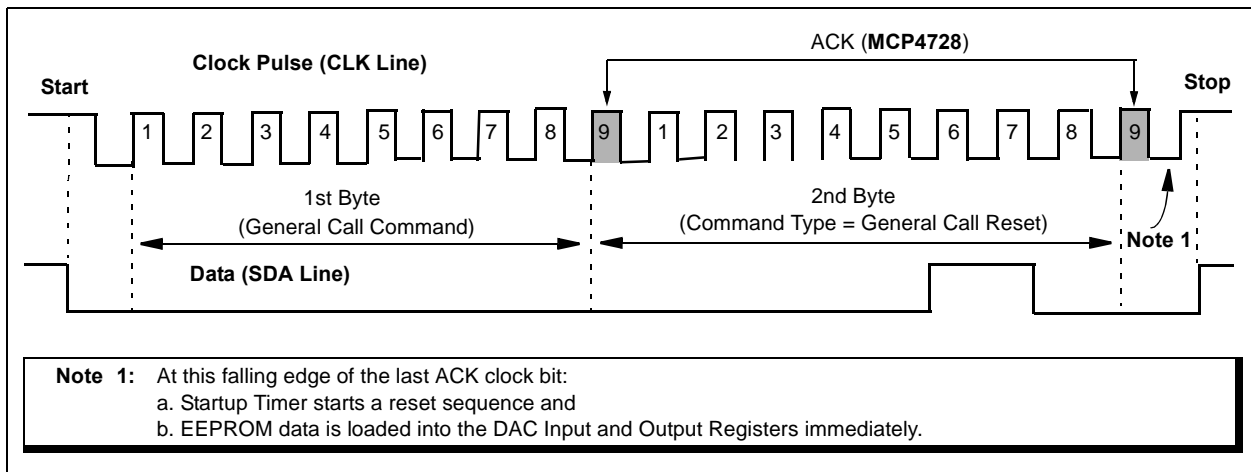 ACK (MCP4728)
Clock Pulse (CLK Line)
Start
Stop
1 2 3 4 5 6 7 8 9 1 2 3 4 5 6 7 8 9
1st Byte
(General Call Command)
2nd Byte
(Command Type = General Call Reset)
Note 1
Data (SDA Line)
Note 1: At this falling edge of the last ACK clock bit:
a. Startup Timer starts a reset sequence and
b. EEPROM data is loaded into the DAC Input and Output Registers immediately.